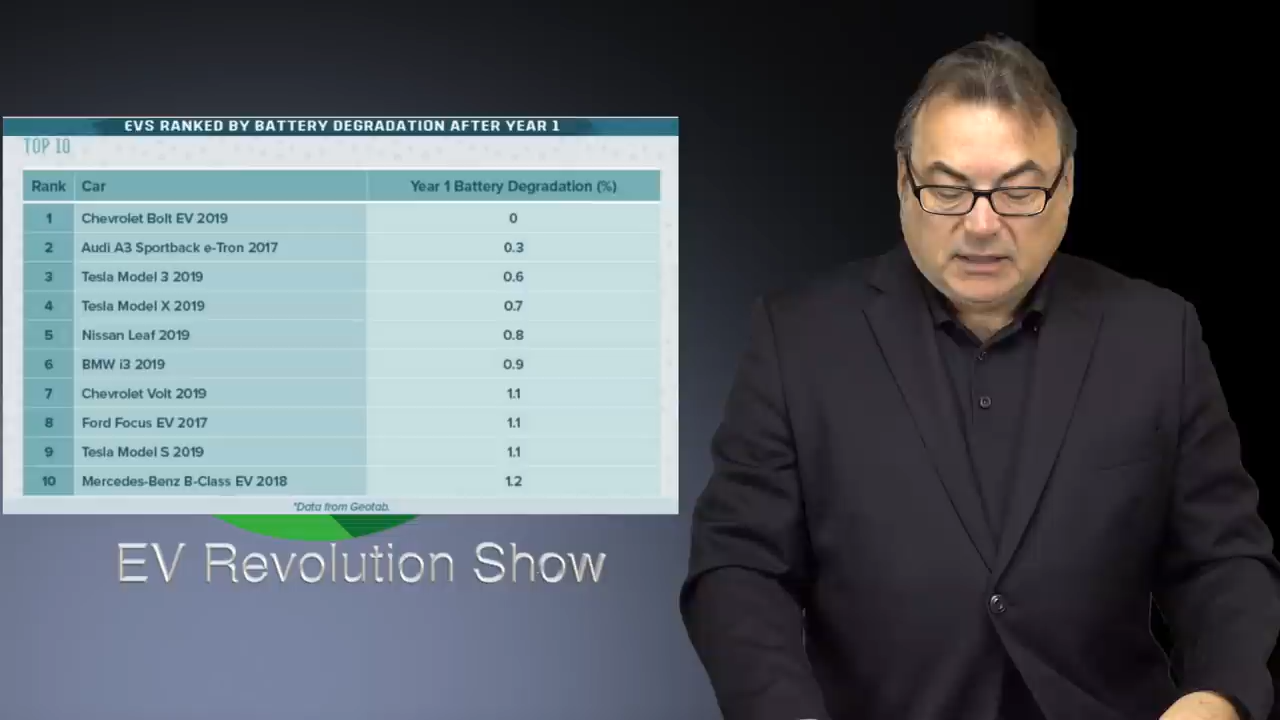 EVS RANKED BY BATTERY DEGRADATION AFTER YEAR 1
TOP 10
Rank Car Year 1 Battery Degradation (%)
1 Chevrolet Bolt EV 2019 0
2 Audi A3 Sportback e-Tron 2017 0.3
3 Tesla Model 3 2019 0.6
4 Tesla Model X 2019 0.7
5 Nissan Leaf 2019 0.8
6 BMW i3 2019 0.9
7 Chevrolet Volt 2019 1.1
8 Ford Focus EV 2017 1.1
9 Tesla Model S 2019 1.1
10 Mercedes-Benz B-Class EV 2018 1.2
*Data from Geotab.
EV Revolution Show